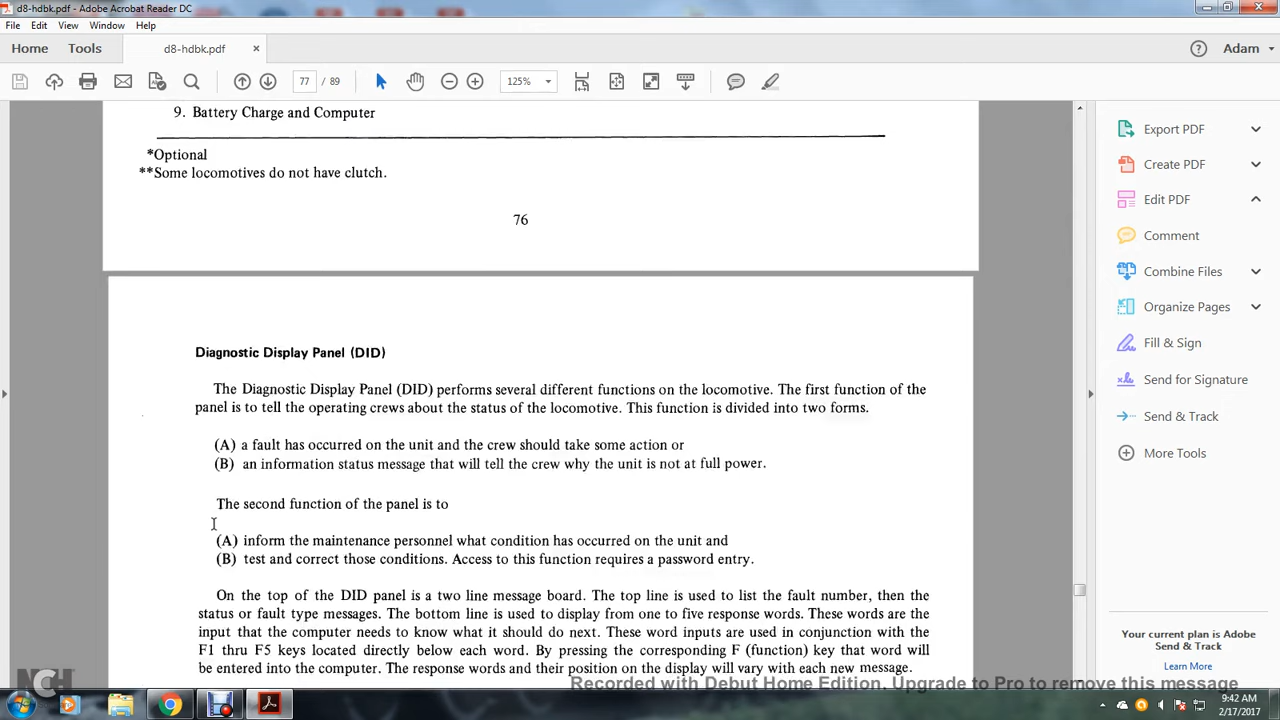 d8-hdbk.pdf - Adobe Acrobat Reader DC
File Edit View Window Help
Home Tools d8-hdbk.pdf × Adam
77 / 89 125%
9. Battery Charge and Computer
*Optional
**Some locomotives do not have clutch.
76
Diagnostic Display Panel (DID)
The Diagnostic Display Panel (DID) performs several different functions on the locomotive. The first function of the
panel is to tell the operating crews about the status of the locomotive. This function is divided into two forms.
(A) a fault has occurred on the unit and the crew should take some action or
(B) an information status message that will tell the crew why the unit is not at full power.
The second function of the panel is to
(A) inform the maintenance personnel what condition has occurred on the unit and
(B) test and correct those conditions. Access to this function requires a password entry.
On the top of the DID panel is a two line message board. The top line is used to list the fault number, then the
status or fault type messages. The bottom line is used to display from one to five response words. These words are the
input that the computer needs to know what it should do next. These word inputs are used in conjunction with the
F1 thru F5 keys located directly below each word. By pressing the corresponding F (function) key that word will
be entered into the computer. The response words and their position on the display will vary with each new message.
Export PDF
Create PDF
Edit PDF
Comment
Combine Files
Organize Pages
Fill & Sign
Send for Signature
Send & Track
More Tools
Your current plan is Adobe
Send & Track
Learn More
NCH
Recorded with Debut Home Edition. Upgrade to Pro to remove this message
9:42 AM
2/17/2017